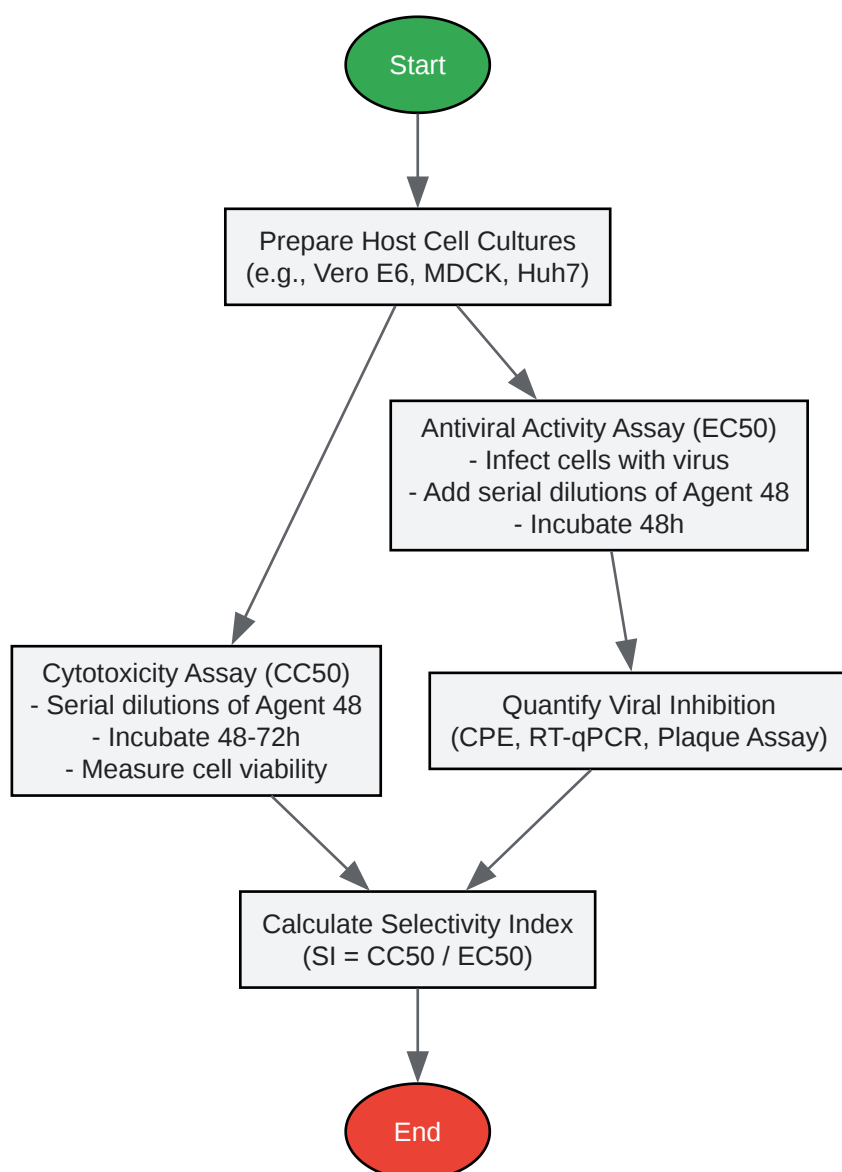 Start
Prepare Host Cell Cultures
(e.g., Vero E6, MDCK, Huh7)
Antiviral Activity Assay (EC50)
- Infect cells with virus
- Add serial dilutions of Agent 48
- Incubate 48h
Cytotoxicity Assay (CC50)
- Serial dilutions of Agent 48
- Incubate 48-72h
- Measure cell viability
Quantify Viral Inhibition
(CPE, RT-qPCR, Plaque Assay)
Calculate Selectivity Index
(SI = CC50 / EC50)
End